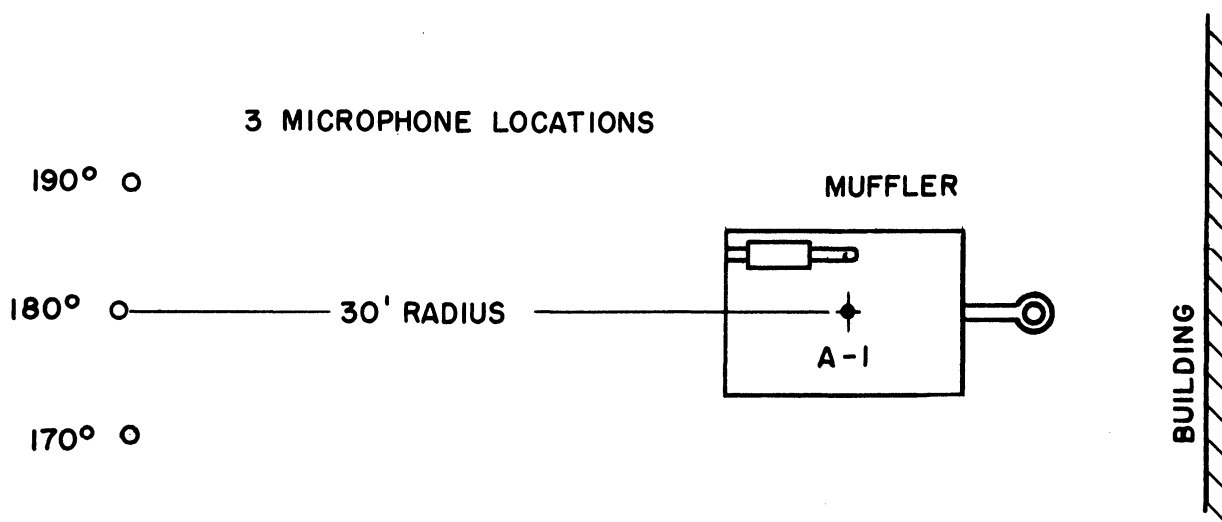 3 MICROPHONE LOCATIONS
190°
MUFFLER
180°
30' RADIUS
A-1
170°
BUILDING